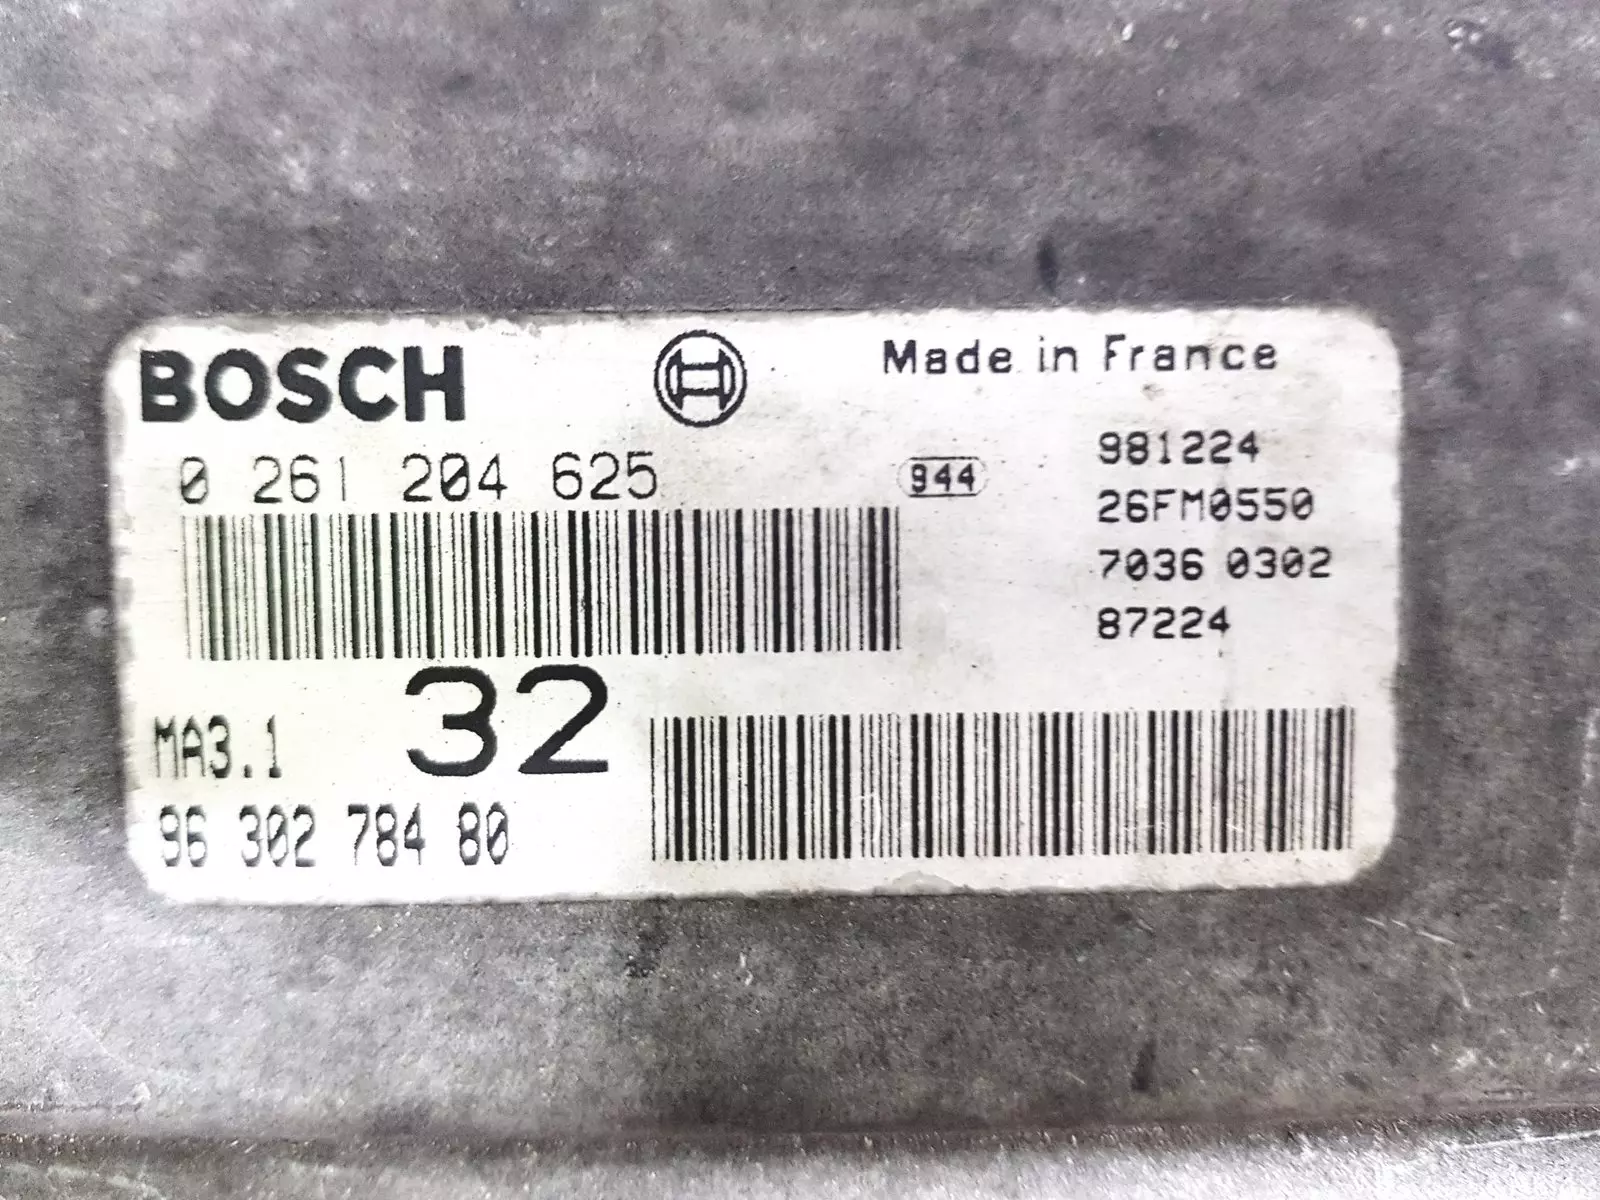 BOSCH
Made in France
0 261 204 625
944
981224
26FM0550
7036 0302
87224
MA3.1
32
96 302 784 80